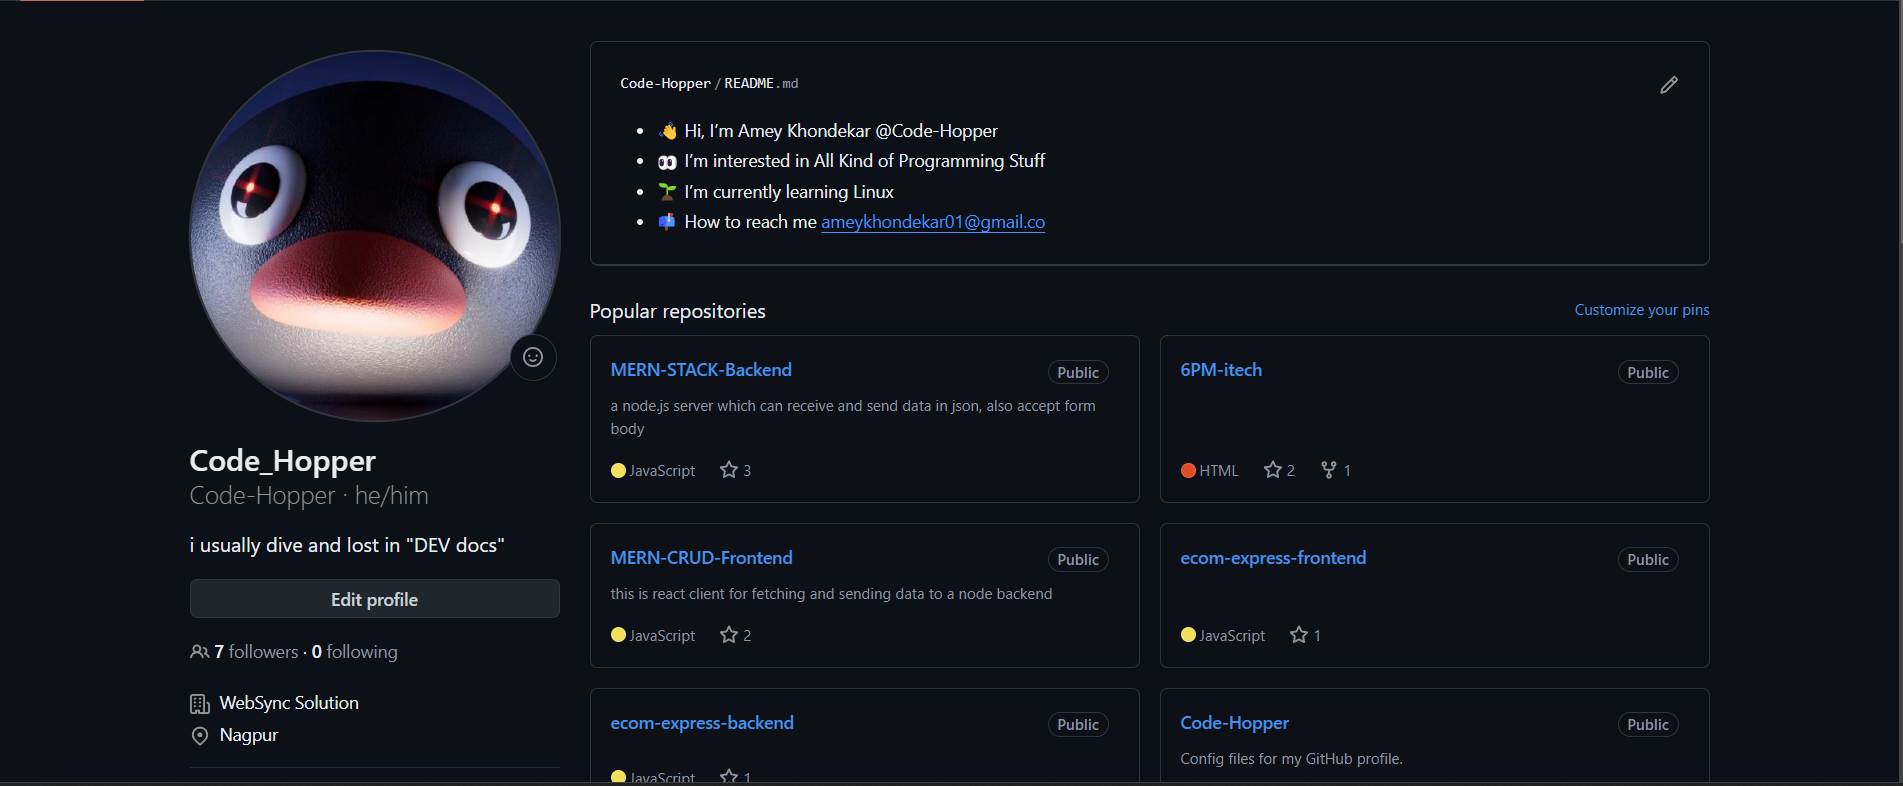 Code-Hopper / README.md
👋 Hi, I’m Amey Khondekar @Code-Hopper
👀 I’m interested in All Kind of Programming Stuff
🌱 I’m currently learning Linux
📫 How to reach me ameykhondekar01@gmail.co
Code_Hopper
Code-Hopper · he/him
i usually dive and lost in "DEV docs"
Edit profile
7 followers · 0 following
WebSync Solution
Nagpur
Popular repositories
Customize your pins
MERN-STACK-Backend
Public
a node.js server which can receive and send data in json, also accept form
body
JavaScript 3
6PM-itech
Public
HTML 2 1
MERN-CRUD-Frontend
Public
this is react client for fetching and sending data to a node backend
JavaScript 2
ecom-express-frontend
Public
JavaScript 1
ecom-express-backend
Public
JavaScript 1
Code-Hopper
Public
Config files for my GitHub profile.